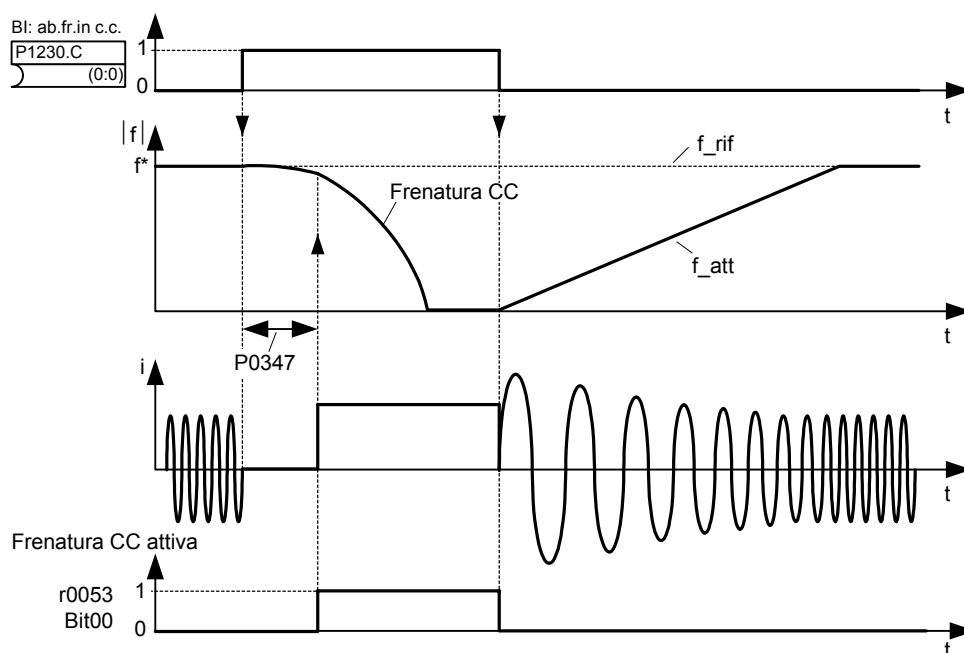 BI: ab.fr.in c.c.
P1230.C
(0:0)
1
0
t
|f|
f*
f_rif
Frenatura CC
f_att
t
P0347
i
t
Frenatura CC attiva
r0053
Bit00
1
0
t